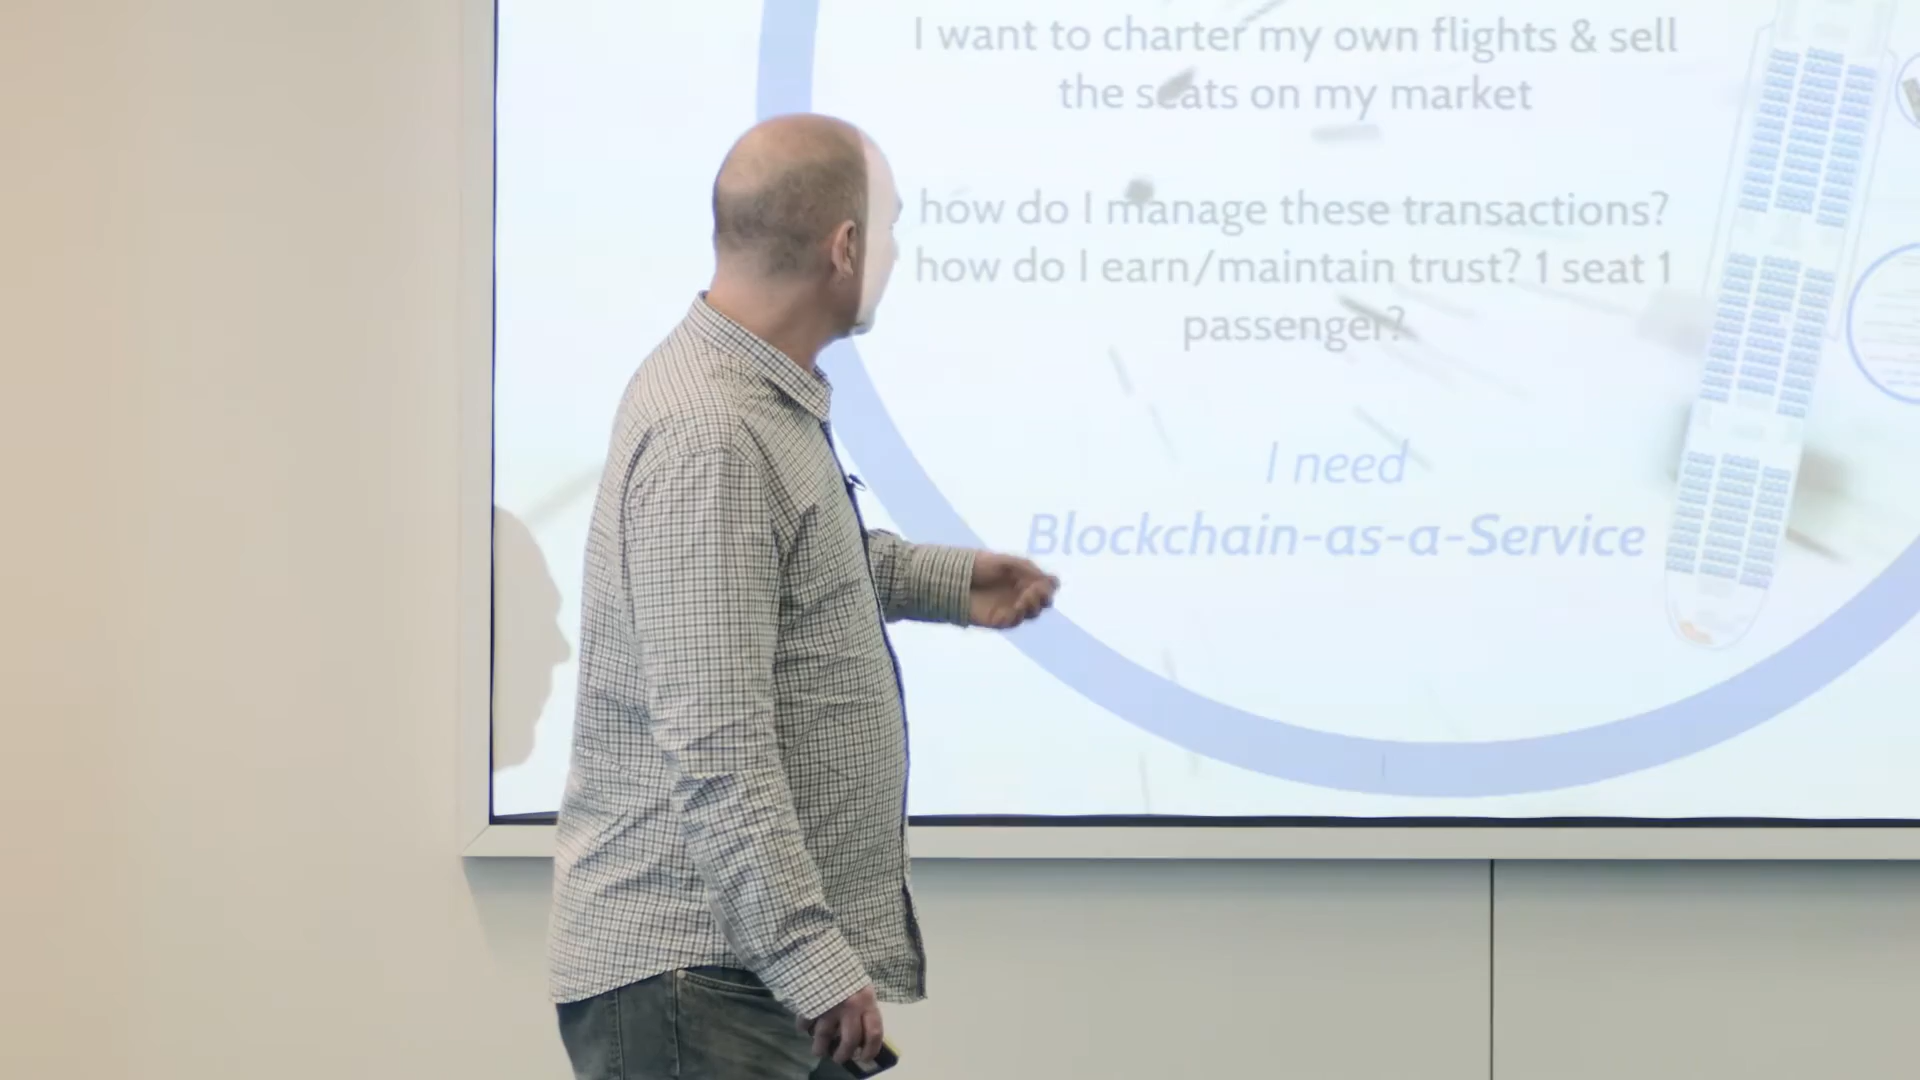 I want to charter my own flights & sell
the seats on my market
how do I manage these transactions?
how do I earn/maintain trust? 1 seat 1
passenger?
I need
Blockchain-as-a-Service